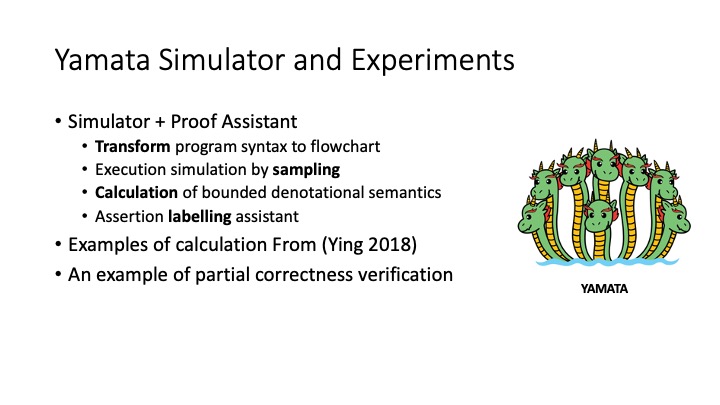 Yamata Simulator and Experiments
• Simulator + Proof Assistant
• Transform program syntax to flowchart
• Execution simulation by sampling
• Calculation of bounded denotational semantics
• Assertion labelling assistant
• Examples of calculation From (Ying 2018)
• An example of partial correctness verification
YAMATA